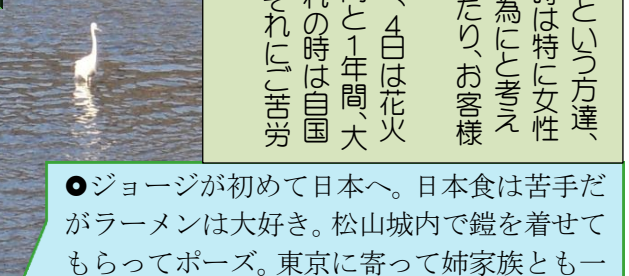 という方達、
時は特に女性
為にと考え
たり、お客様
、4日は花火
間と1年間、大
れの時は自国
それにご苦労
●ジョージが初めて日本へ。日本食は苦手だ
がラーメンは大好き。松山城内で鎧を着せて
もらってポーズ。東京に寄って姉家族とも一